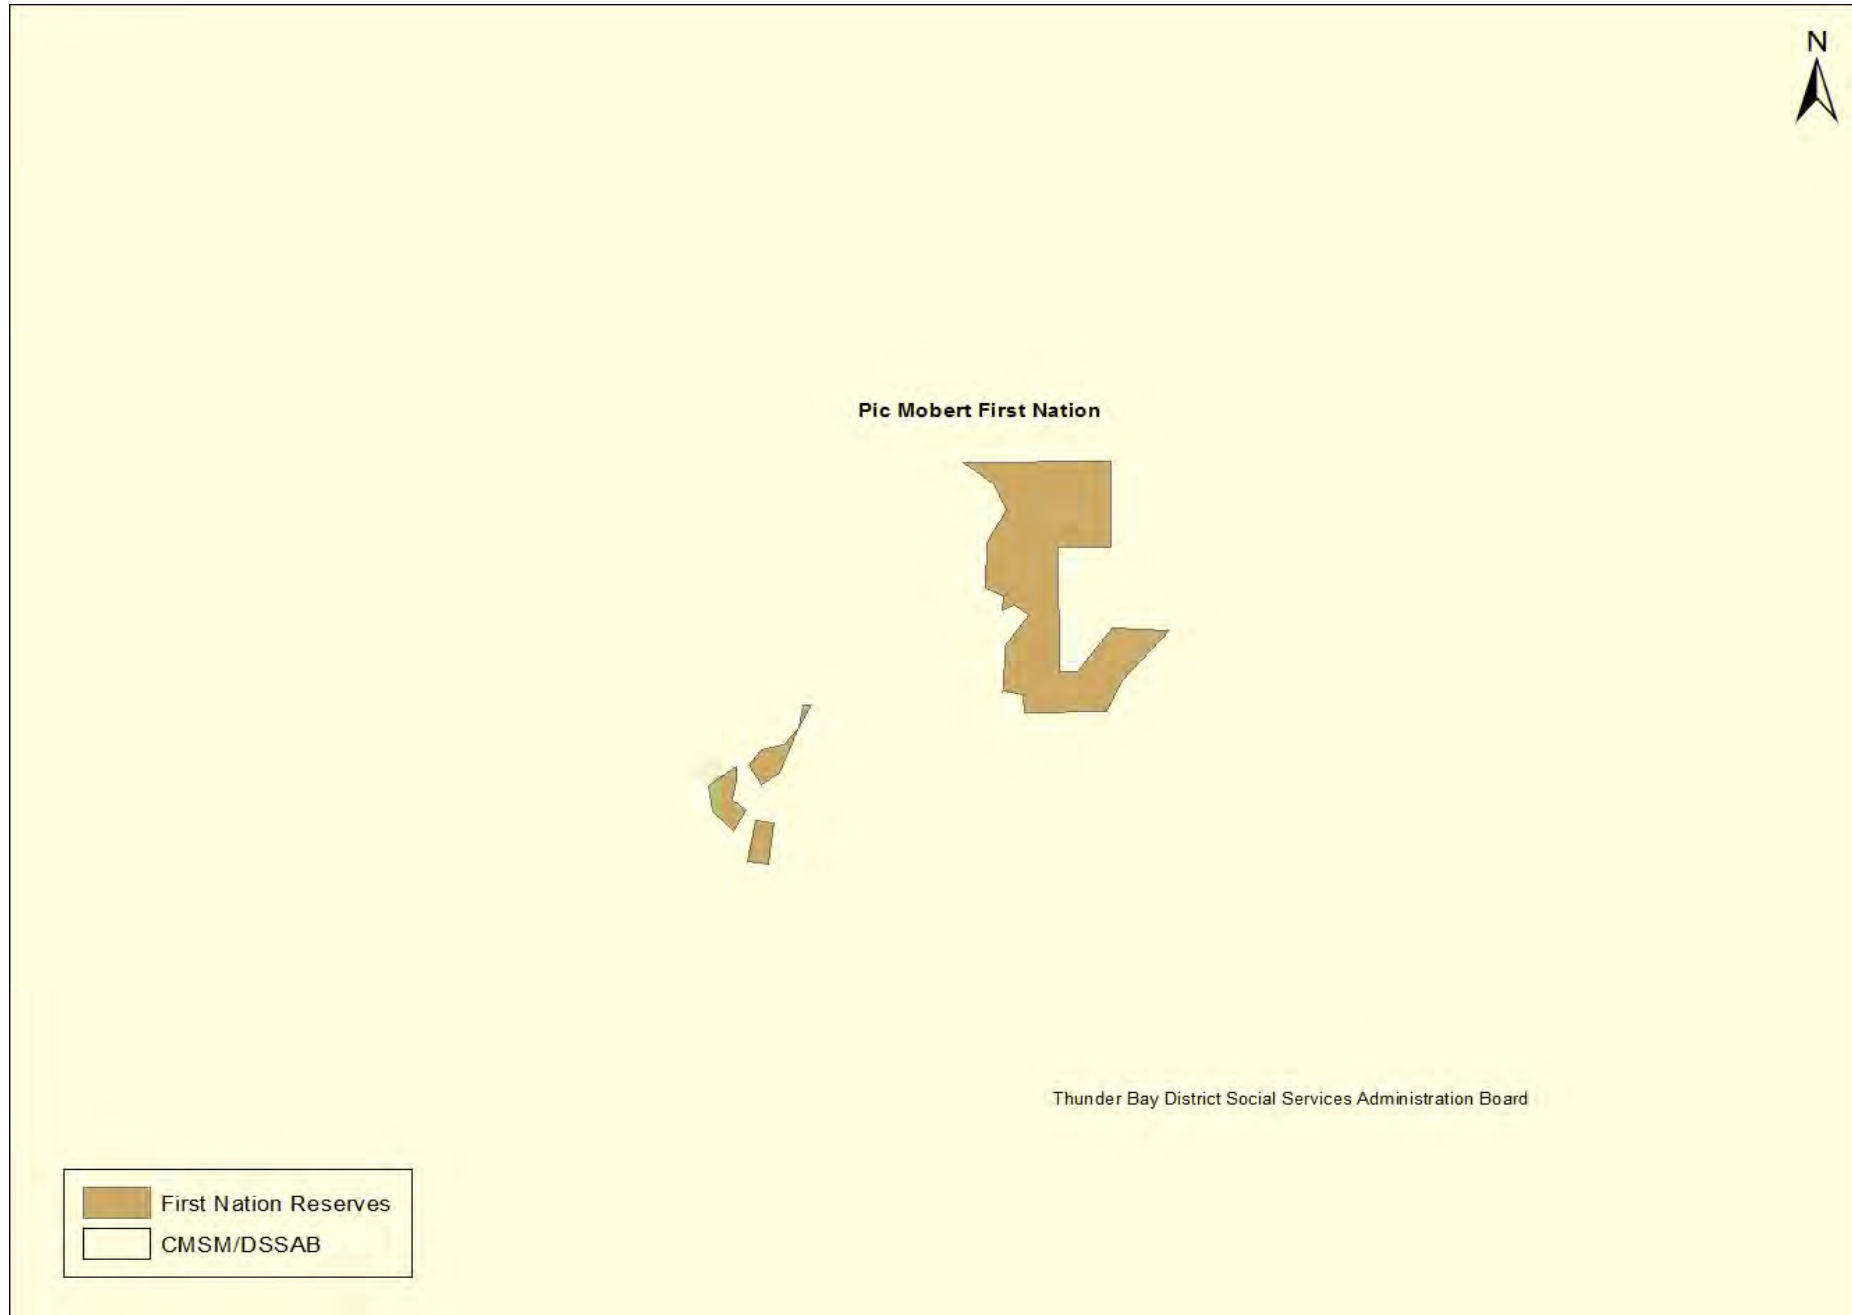 N
Pic Mobert First Nation
Thunder Bay District Social Services Administration Board
First Nation Reserves
CMSM/DSSAB